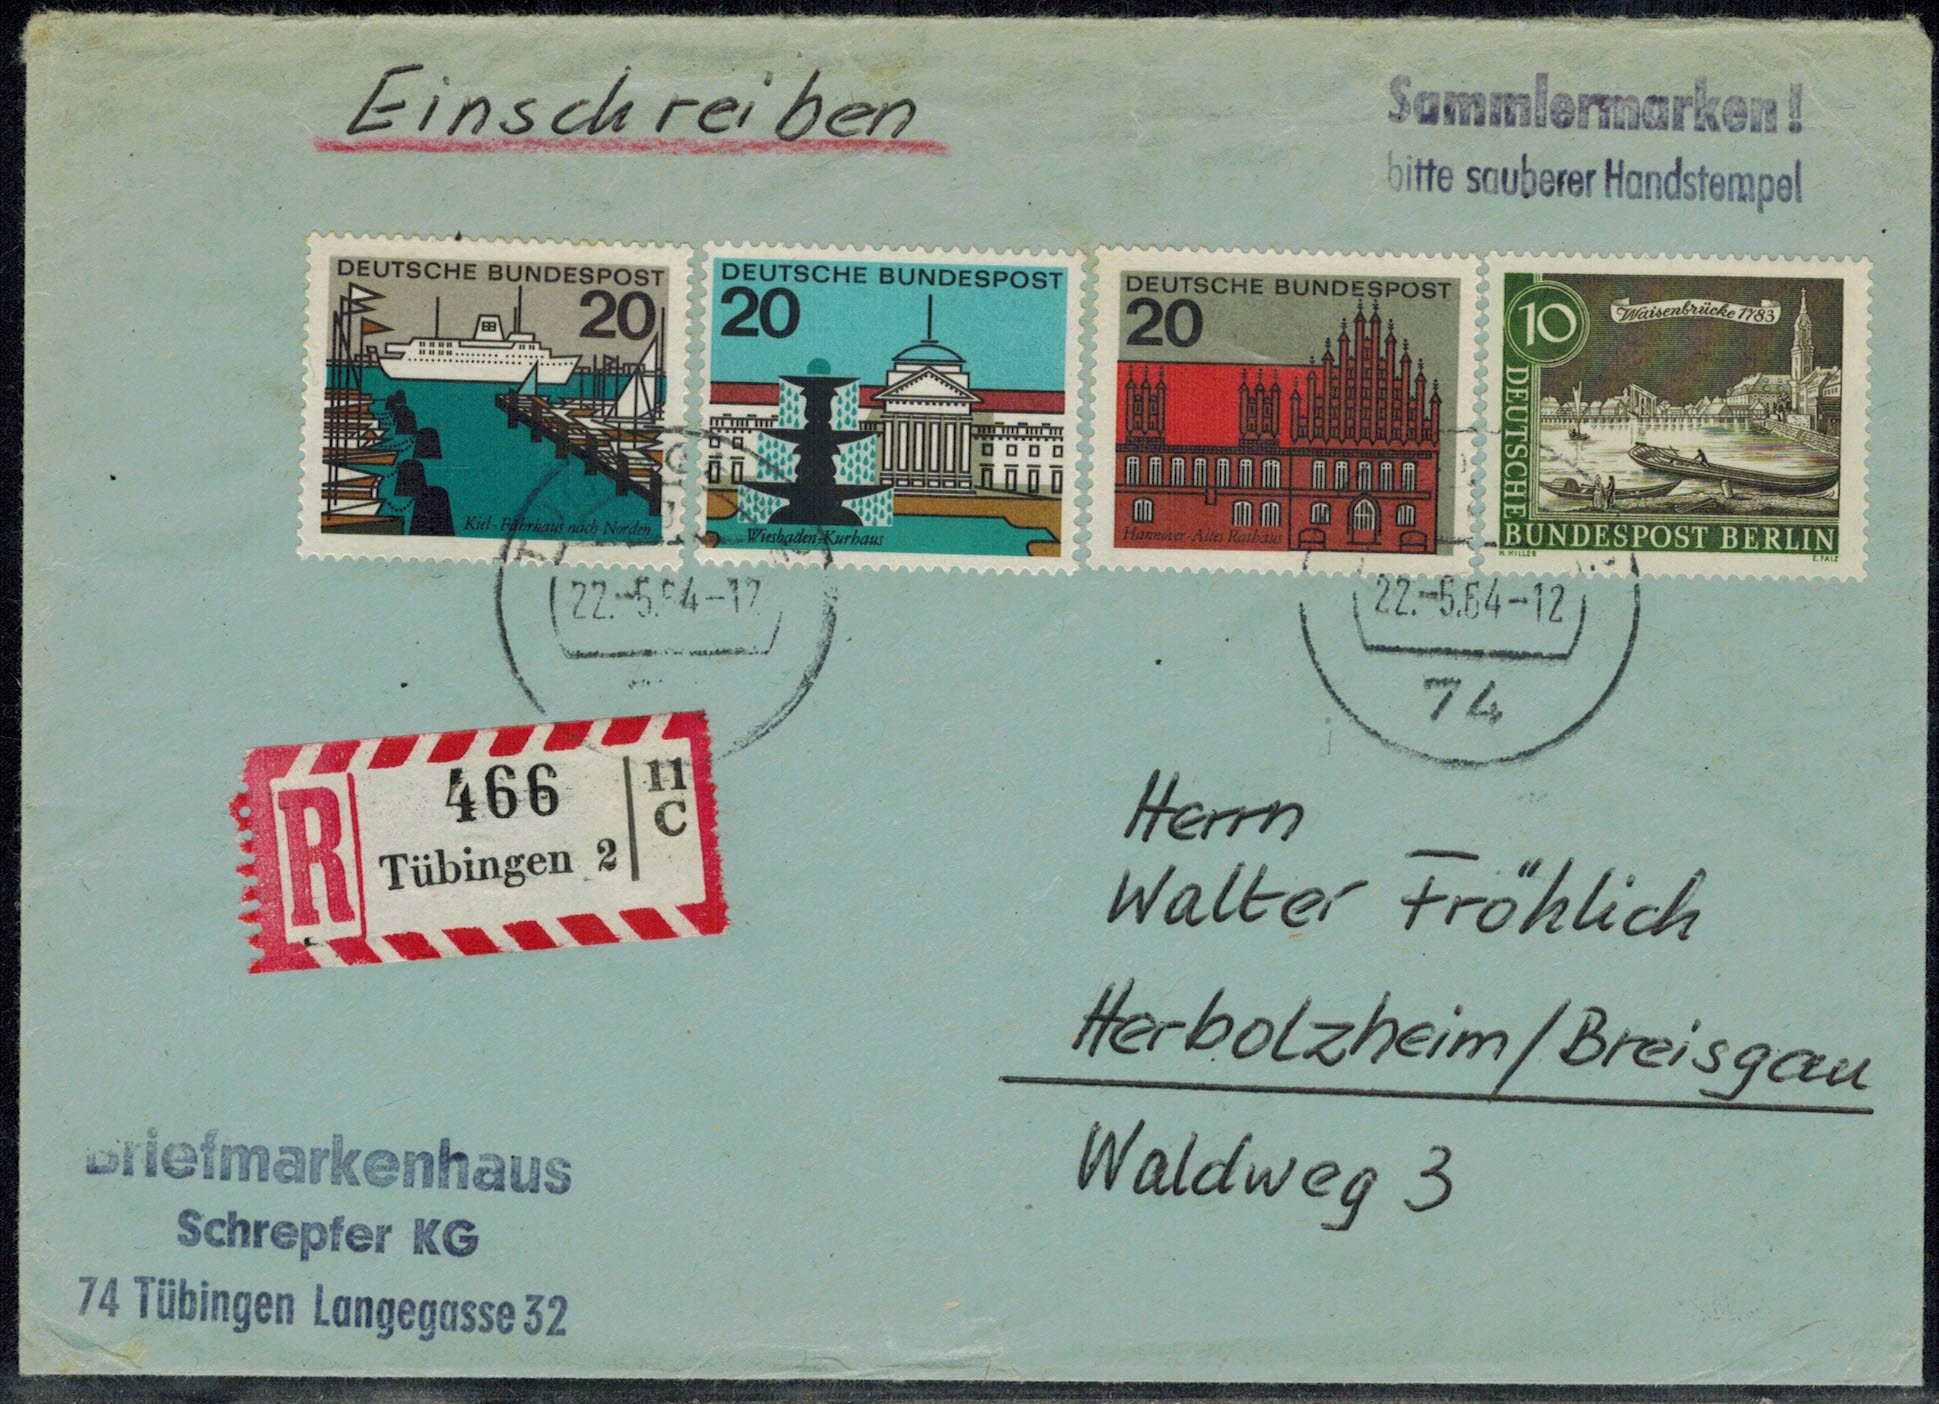 Einschreiben
Sammlermarken!
bitte sauberer Handstempel
DEUTSCHE BUNDESPOST
20
Kiel-Fährhaus nach Norden
DEUTSCHE BUNDESPOST
20
Wiesbaden-Kurhaus
DEUTSCHE BUNDESPOST
20
Hannover-Altes Rathaus
10
Waisenbrücke 1783
DEUTSCHE
BUNDESPOST BERLIN
H. HILLER
E. FALZ
22.-5.64-12
22.-5.64-12
74
R
466
11
C
Tübingen 2
Herrn
Walter Fröhlich
Herbolzheim/Breisgau
Waldweg 3
Briefmarkenhaus
Schrepfer KG
74 Tübingen Langegasse 32